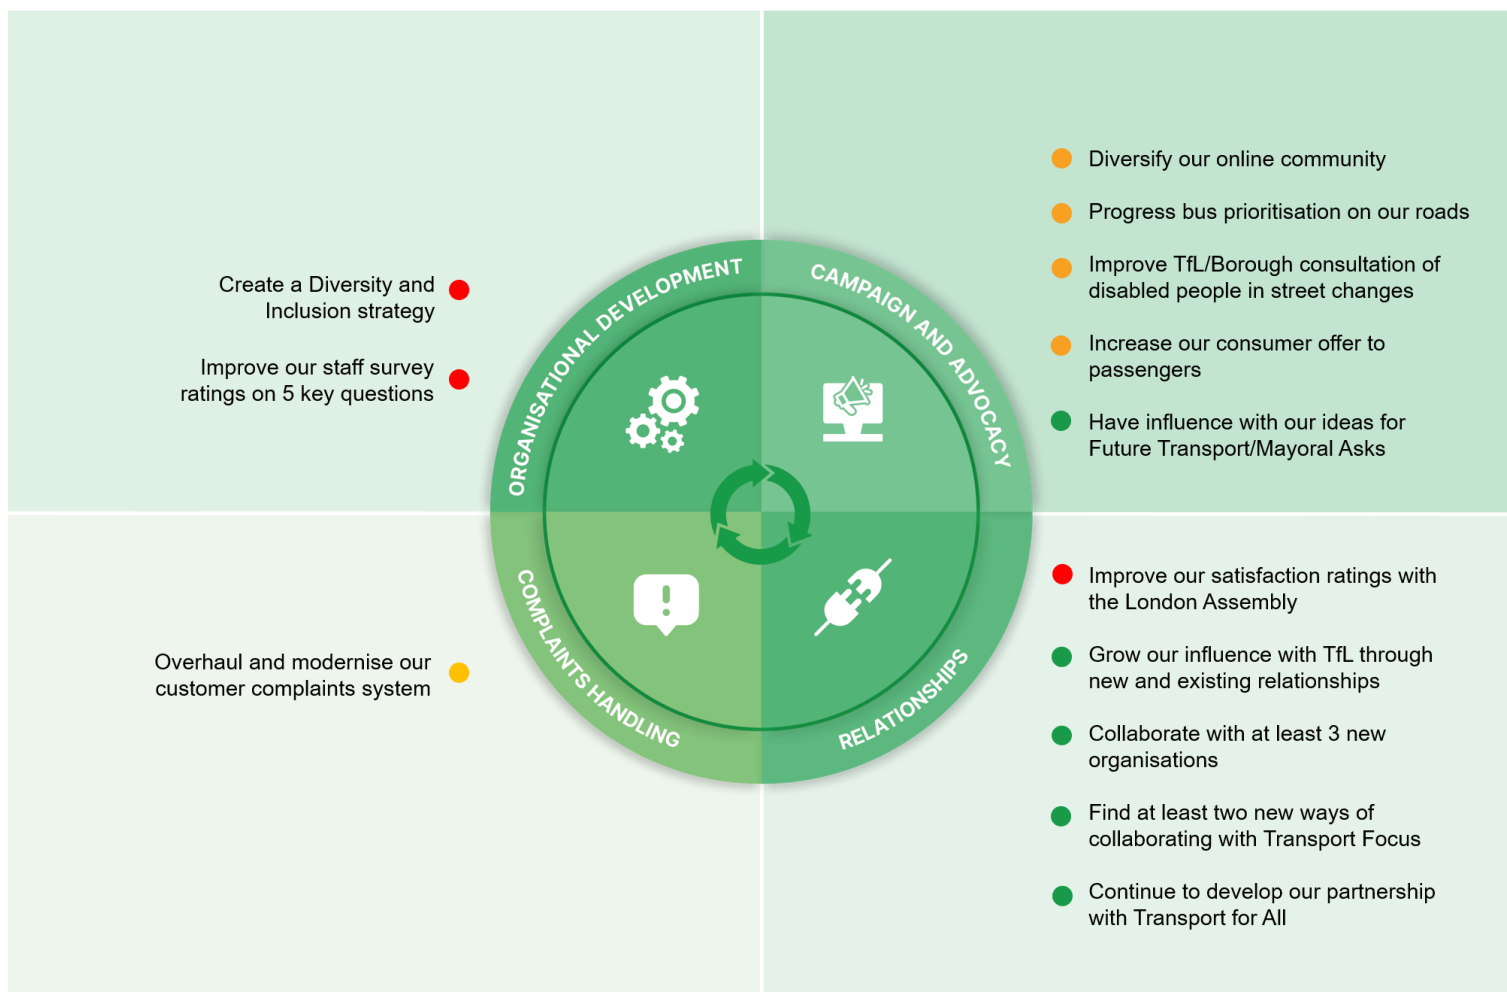 Create a Diversity and
Inclusion strategy
Improve our staff survey
ratings on 5 key questions
ORGANISATIONAL DEVELOPMENT
CAMPAIGN AND ADVOCACY
Diversify our online community
Progress bus prioritisation on our roads
Improve TfL/Borough consultation of
disabled people in street changes
Increase our consumer offer to
passengers
Have influence with our ideas for
Future Transport/Mayoral Asks
Overhaul and modernise our
customer complaints system
COMPLAINTS HANDLING
RELATIONSHIPS
Improve our satisfaction ratings with
the London Assembly
Grow our influence with TfL through
new and existing relationships
Collaborate with at least 3 new
organisations
Find at least two new ways of
collaborating with Transport Focus
Continue to develop our partnership
with Transport for All